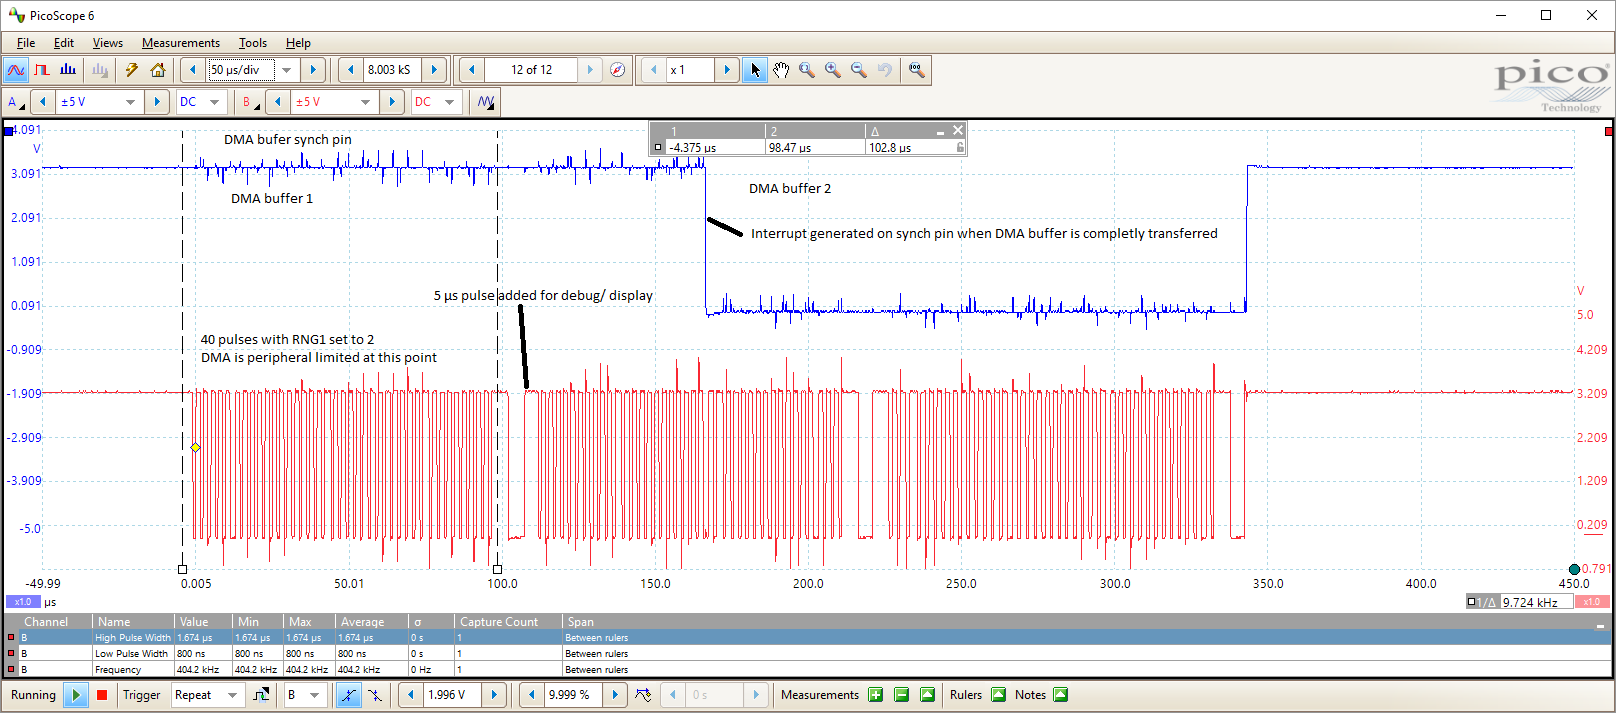 PicoScope 6
File Edit Views Measurements Tools Help
50 µs/div 8.003 kS 12 of 12 x 1
pico
Technology
A ±5 V DC B ±5 V DC
4.091
V
3.091
2.091
1.091
0.091
-0.909
-1.909
-2.909
-3.909
-5.0
DMA bufer synch pin
DMA buffer 1
1 2 Δ
-4.375 µs 98.47 µs 102.8 µs
DMA buffer 2
Interrupt generated on synch pin when DMA buffer is completly transferred
5 µs pulse added for debug/ display
40 pulses with RNG1 set to 2
DMA is peripheral limited at this point
V
5.0
4.209
3.209
2.209
1.209
0.209
0.791
-49.99 0.005 50.01 100.0 150.0 200.0 250.0 300.0 350.0 400.0 450.0
x1.0 µs 1/Δ 9.724 kHz x1.0
Channel Name Value Min Max Average σ Capture Count Span
B High Pulse Width 1.674 µs 1.674 µs 1.674 µs 1.674 µs 0 s 1 Between rulers
B Low Pulse Width 800 ns 800 ns 800 ns 800 ns 0 s 1 Between rulers
B Frequency 404.2 kHz 404.2 kHz 404.2 kHz 404.2 kHz 0 Hz 1 Between rulers
Running Trigger Repeat B 1.996 V 9.999 % 0 s Measurements Rulers Notes